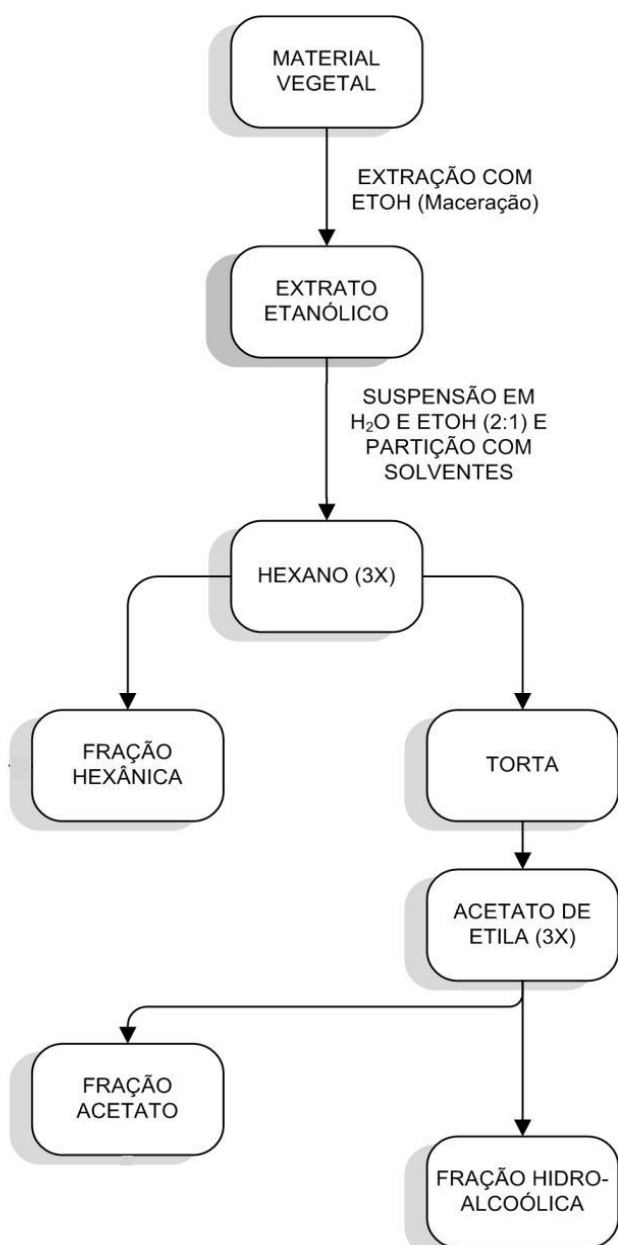 MATERIAL
VEGETAL
EXTRAÇÃO COM
ETOH (Maceração)
EXTRATO
ETANÓLICO
SUSPENSÃO EM
H₂O E ETOH (2:1) E
PARTIÇÃO COM
SOLVENTES
HEXANO (3X)
FRAÇÃO
HEXÂNICA
TORTA
ACETATO DE
ETILA (3X)
FRAÇÃO
ACETATO
FRAÇÃO HIDRO-
ALCOÓLICA